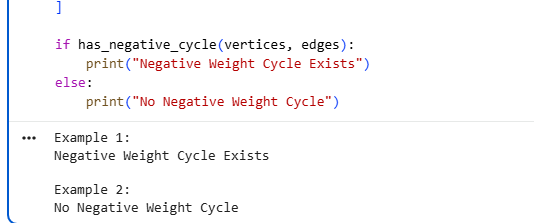 ]
if has_negative_cycle(vertices, edges):
print("Negative Weight Cycle Exists")
else:
print("No Negative Weight Cycle")
Example 1:
Negative Weight Cycle Exists
Example 2:
No Negative Weight Cycle